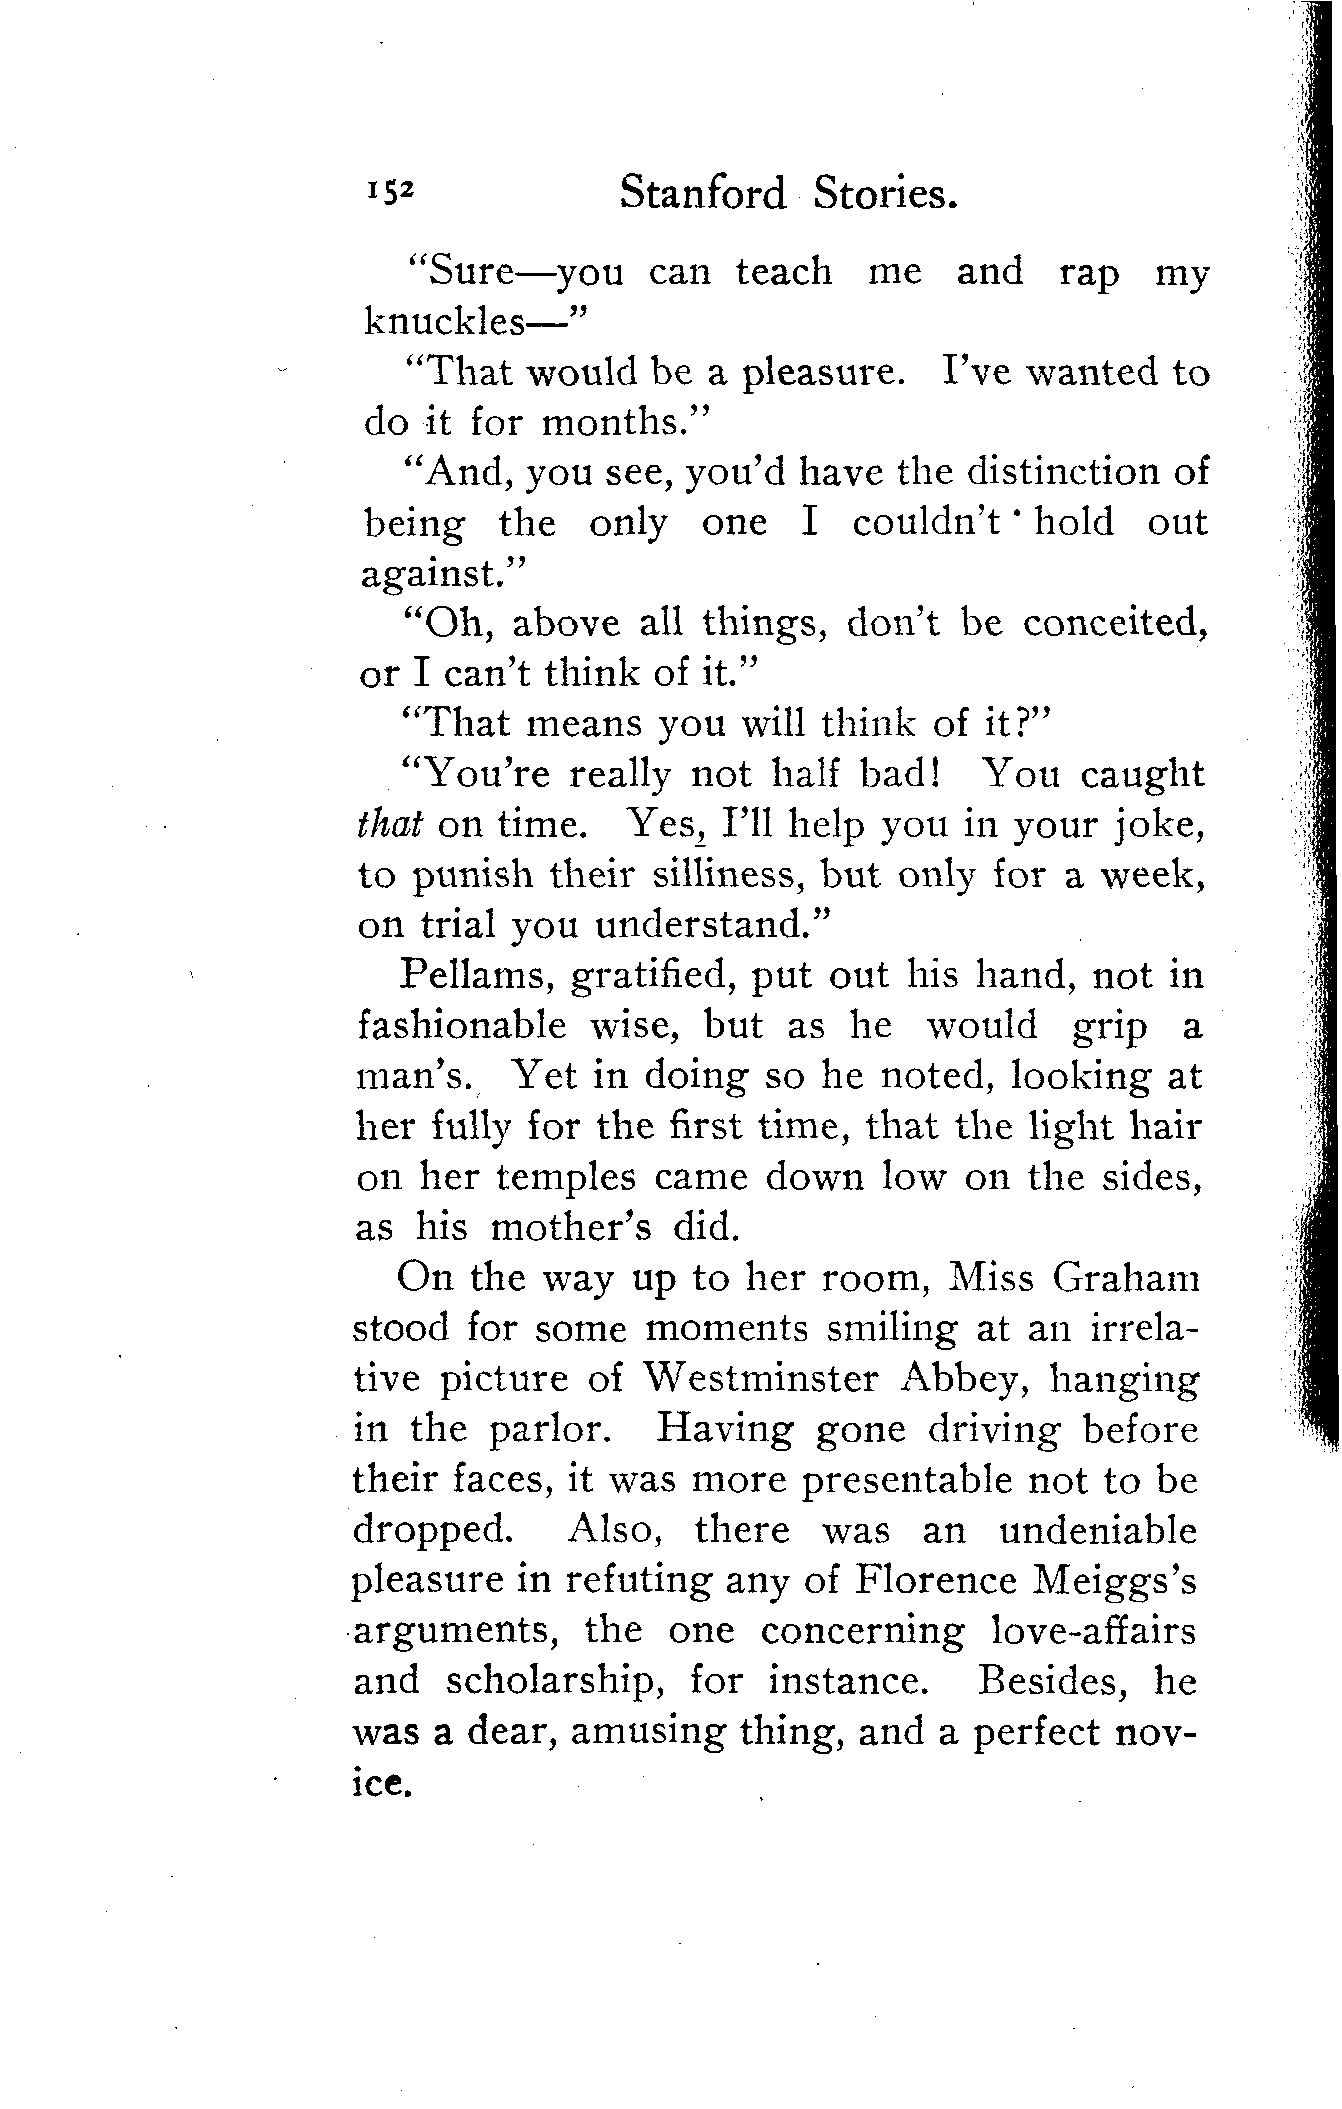 152 Stanford Stories.
"Sure—you can teach me and rap my
knuckles—"
"That would be a pleasure. I've wanted to
do it for months."
"And, you see, you'd have the distinction of
being the only one I couldn't hold out
against."
"Oh, above all things, don't be conceited,
or I can't think of it."
"That means you will think of it?"
"You're really not half bad! You caught
that on time. Yes, I'll help you in your joke,
to punish their silliness, but only for a week,
on trial you understand."
Pellams, gratified, put out his hand, not in
fashionable wise, but as he would grip a
man's. Yet in doing so he noted, looking at
her fully for the first time, that the light hair
on her temples came down low on the sides,
as his mother's did.
On the way up to her room, Miss Graham
stood for some moments smiling at an irrela-
tive picture of Westminster Abbey, hanging
in the parlor. Having gone driving before
their faces, it was more presentable not to be
dropped. Also, there was an undeniable
pleasure in refuting any of Florence Meiggs's
arguments, the one concerning love-affairs
and scholarship, for instance. Besides, he
was a dear, amusing thing, and a perfect nov-
ice.